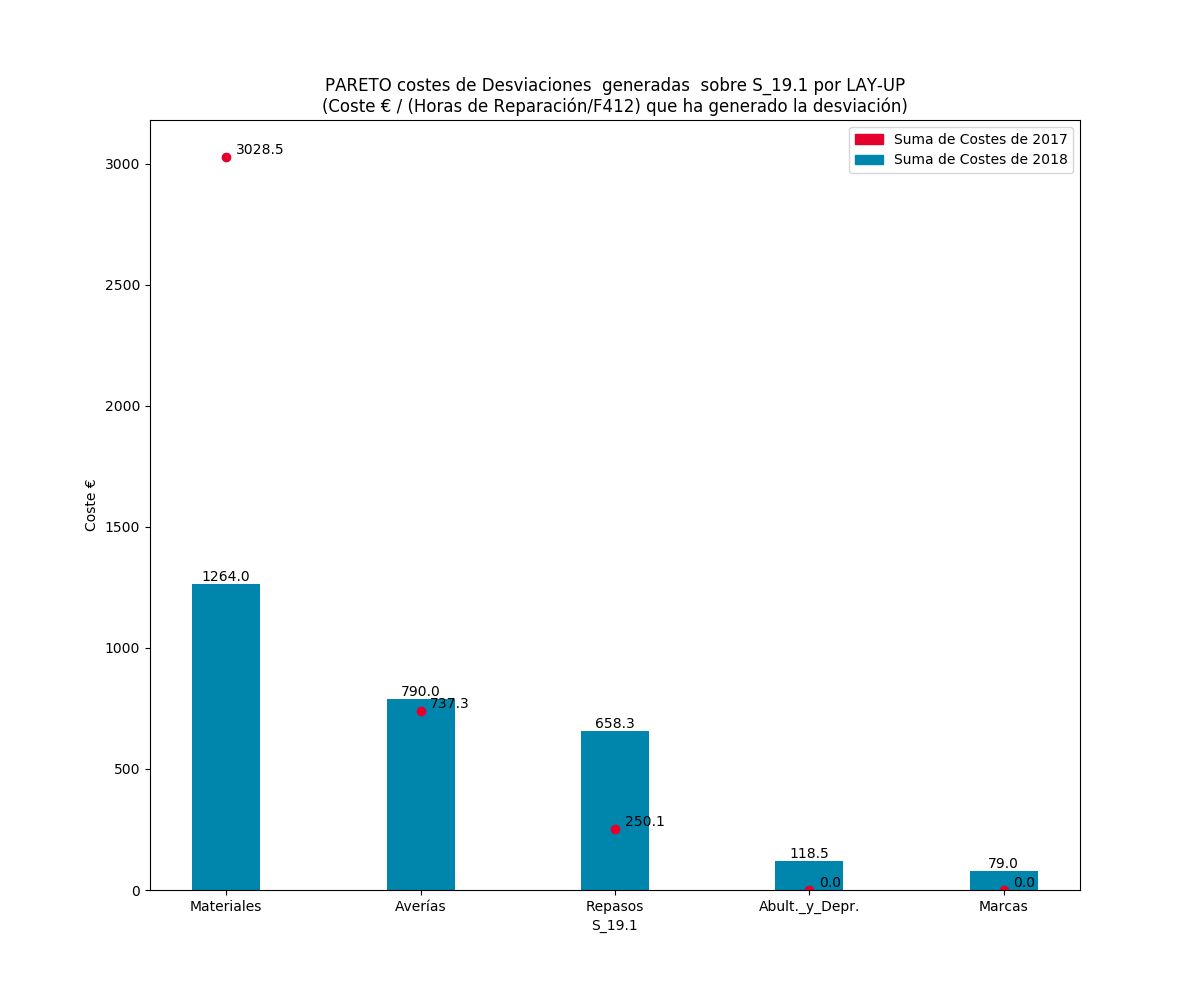 PARETO costes de Desviaciones  generadas  sobre S_19.1 por LAY-UP
(Coste € / (Horas de Reparación/F412) que ha generado la desviación)
Suma de Costes de 2017
Suma de Costes de 2018
3028.5
3000
2500
2000
1500
1000
500
0
Coste €
1264.0
790.0
737.3
658.3
250.1
118.5
0.0
79.0
0.0
Materiales
Averías
Repasos
Abult._y_Depr.
Marcas
S_19.1